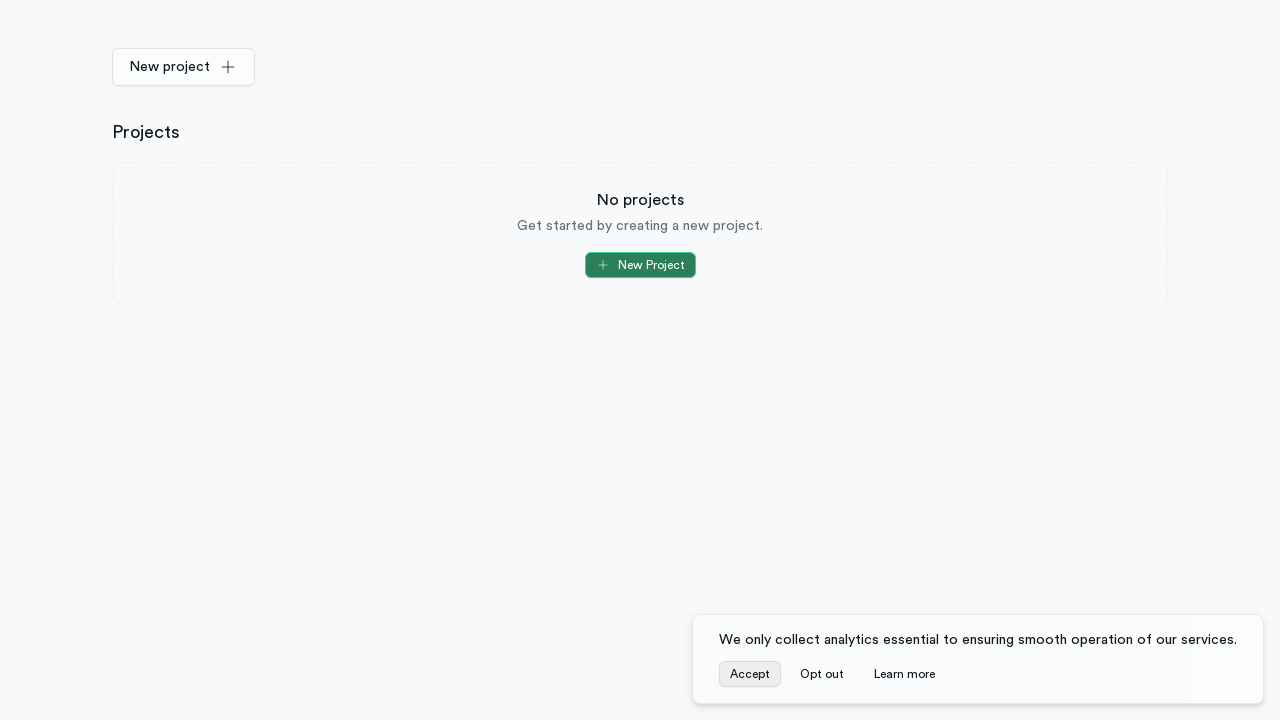 New project
Projects
No projects
Get started by creating a new project.
New Project
We only collect analytics essential to ensuring smooth operation of our services.
Accept Opt out Learn more